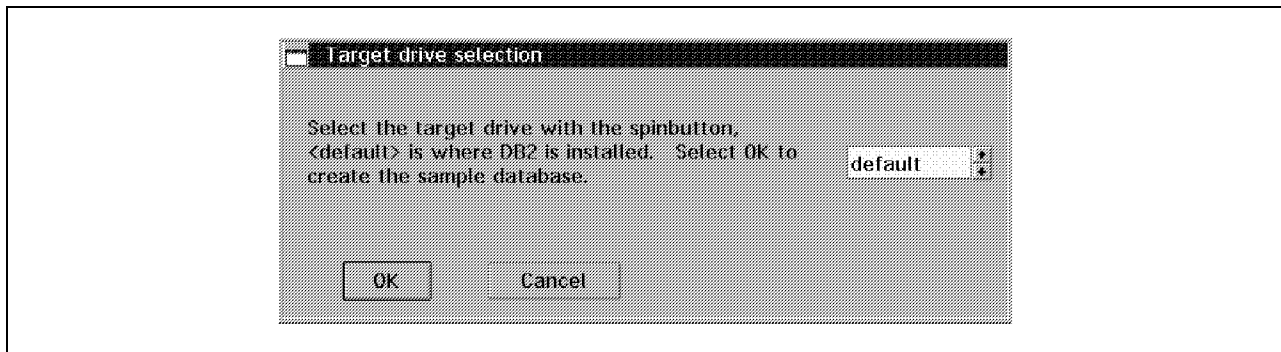 Target drive selection
Select the target drive with the spinbutton,
<default> is where DB2 is installed. Select OK to
create the sample database.
default
OK
Cancel